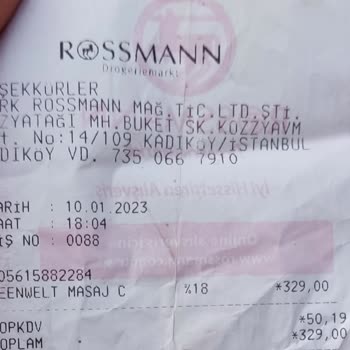 ROSSMANN
Drogeriemarkt
ŞEKKÜRLER
RK ROSSMANN MAĞ.TİC.LTD.ŞTİ.
ZYATAĞI MH.BUKET SK.KOZZYAVM
t. No:14/109 KADIKÖY/İSTANBUL
DIKÖY VD. 735 066 7910
ARİH : 10.01.2023
AAT : 18:04
İŞ NO : 0088
05615882284
EENWELT MASAJ C %18 *329,00
OPKDV *50,19
OPLAM *329,00